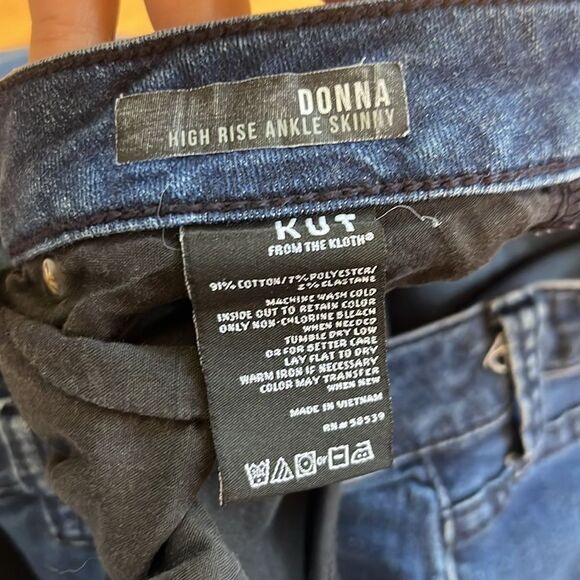 DONNA
HIGH RISE ANKLE SKINNY
KUT
FROM THE KLOTH®
91% COTTON/7% POLYESTER/
2% ELASTANE
MACHINE WASH COLD
INSIDE OUT TO RETAIN COLOR
ONLY NON-CHLORINE BLEACH
WHEN NEEDED
TUMBLE DRY LOW
OR FOR BETTER CARE
LAY FLAT TO DRY
WARM IRON IF NECESSARY
COLOR MAY TRANSFER
WHEN NEW
MADE IN VIETNAM
RN# 58539
or